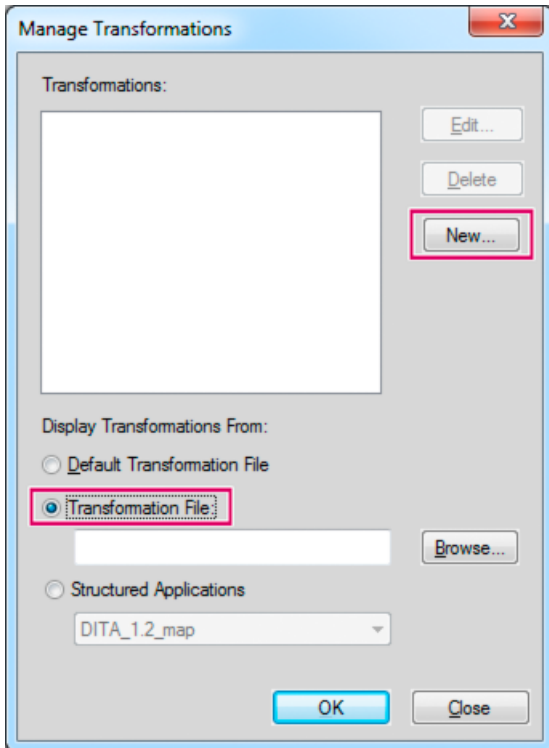 Manage Transformations
Transformations:
Edit...
Delete
New...
Display Transformations From:
Default Transformation File
Transformation File:
Browse...
Structured Applications
DITA_1.2_map
OK
Close